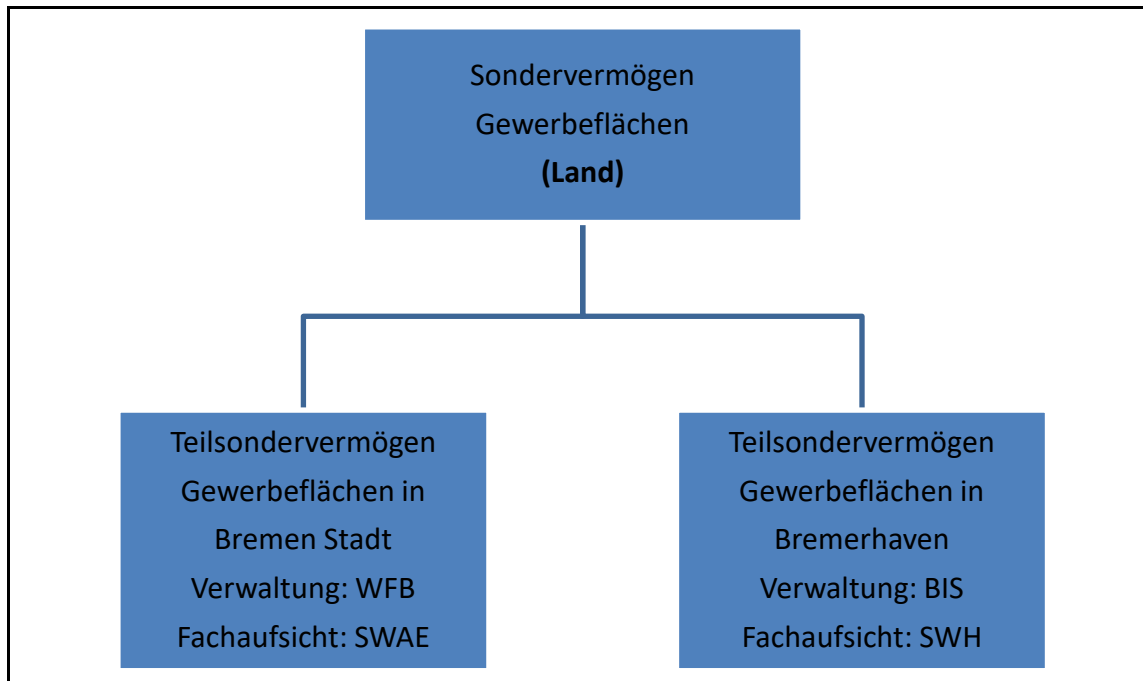 Sondervermögen
Gewerbeflächen
(Land)
Teilsondervermögen
Gewerbeflächen in
Bremen Stadt
Verwaltung: WFB
Fachaufsicht: SWAE
Teilsondervermögen
Gewerbeflächen in
Bremerhaven
Verwaltung: BIS
Fachaufsicht: SWH